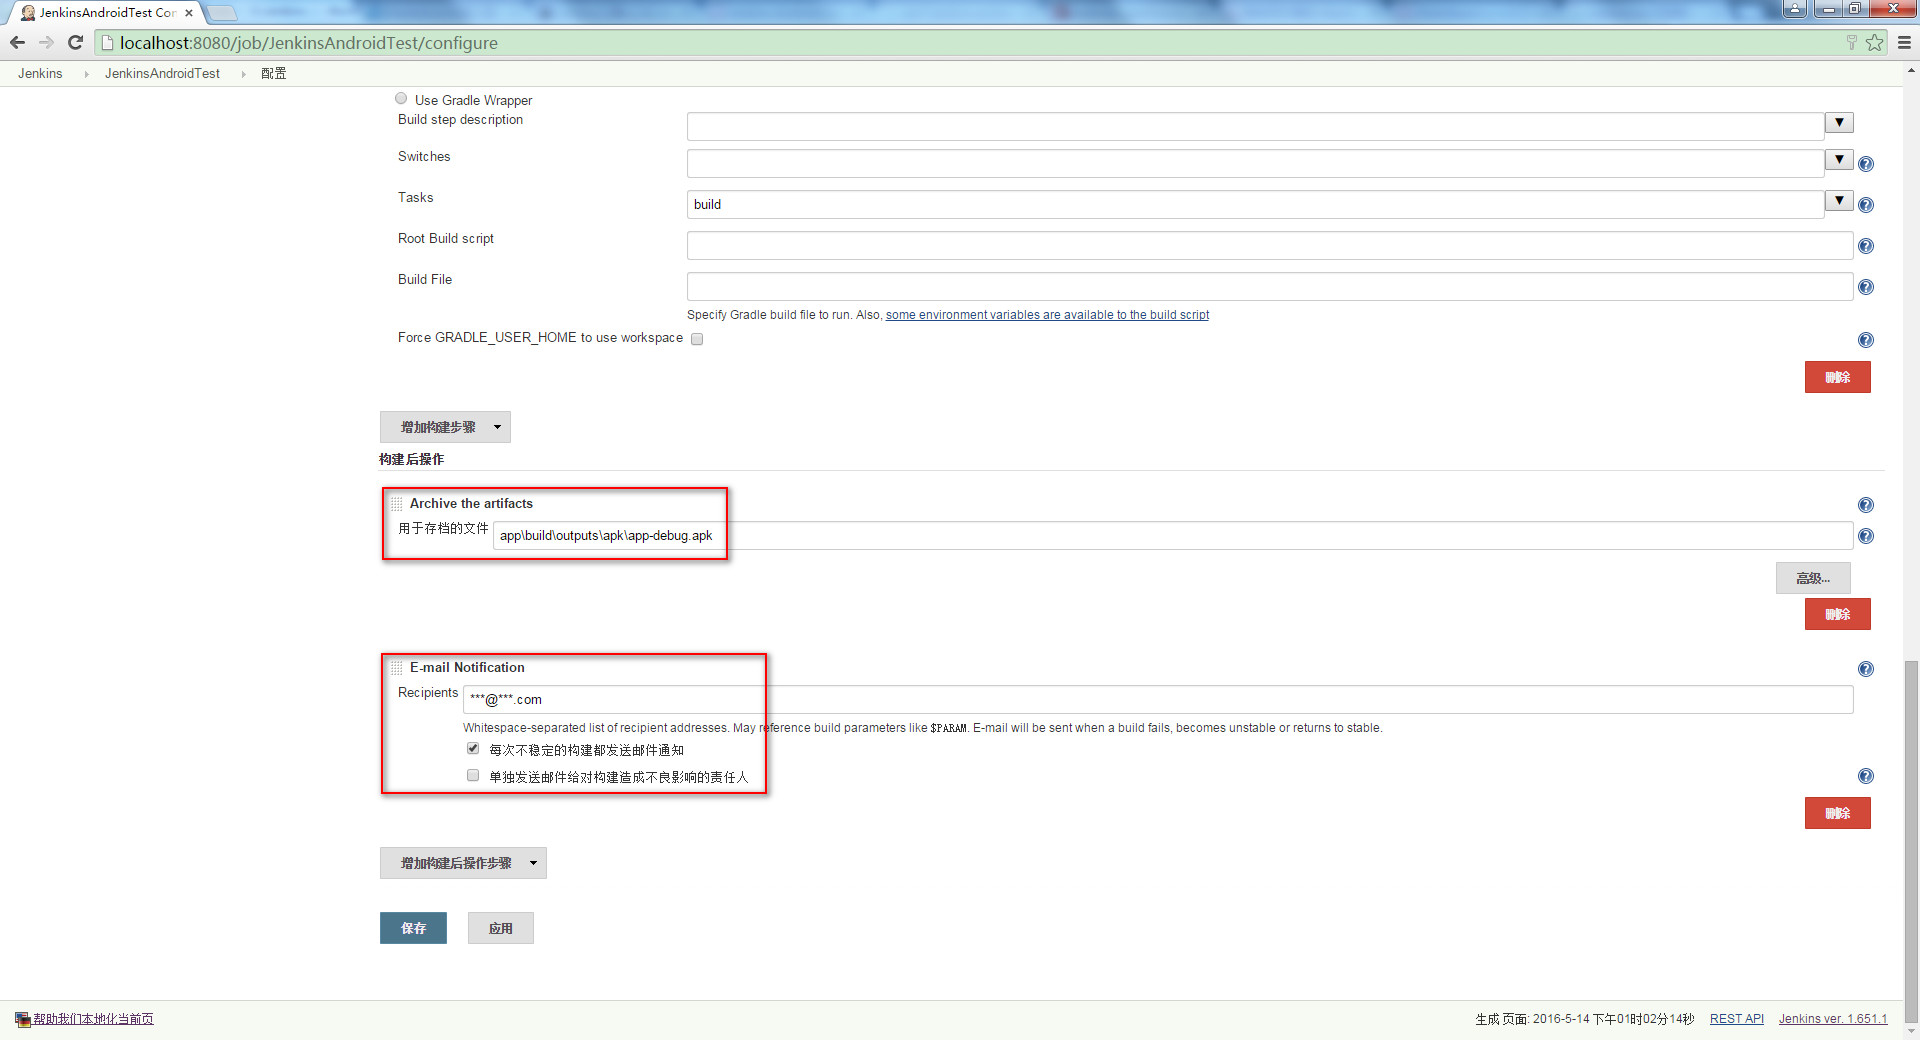 JenkinsAndroidTest Con
localhost:8080/job/JenkinsAndroidTest/configure
Jenkins JenkinsAndroidTest 配置
Use Gradle Wrapper
Build step description
Switches
Tasks build
Root Build script
Build File
Specify Gradle build file to run. Also, some environment variables are available to the build script
Force GRADLE_USER_HOME to use workspace
删除
增加构建步骤
构建后操作
Archive the artifacts
用于存档的文件 app\build\outputs\apk\app-debug.apk
高级...
删除
E-mail Notification
Recipients ***@***.com
Whitespace-separated list of recipient addresses. May reference build parameters like $PARAM. E-mail will be sent when a build fails, becomes unstable or returns to stable.
每次不稳定的构建都发送邮件通知
单独发送邮件给对构建造成不良影响的责任人
删除
增加构建后操作步骤
保存 应用
帮助我们本地化当前页 生成页面: 2016-5-14 下午01时02分14秒 REST API Jenkins ver. 1.651.1